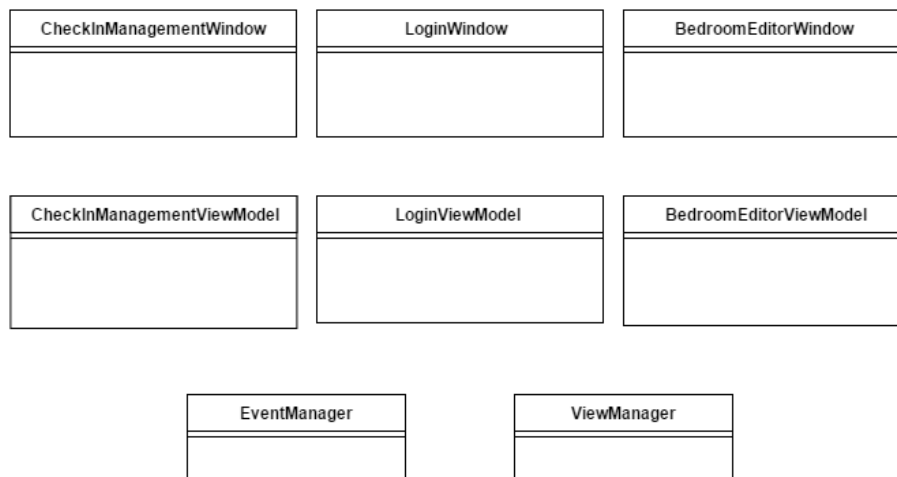 CheckInManagementWindow
LoginWindow
BedroomEditorWindow
CheckInManagementViewModel
LoginViewModel
BedroomEditorViewModel
EventManager
ViewManager